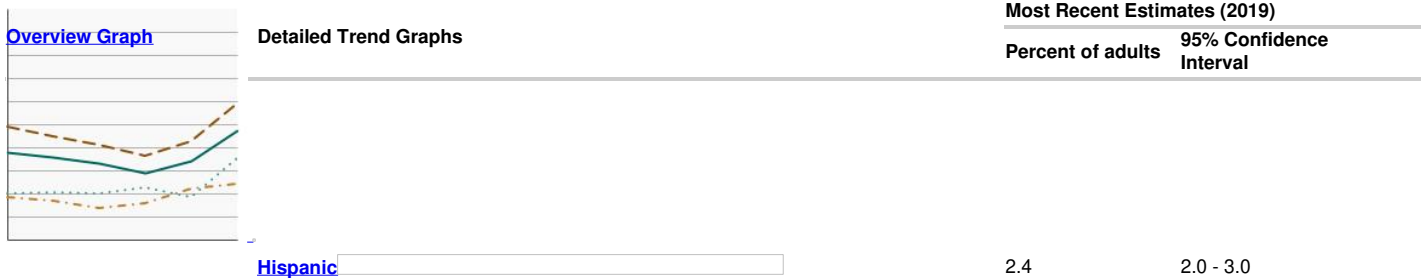 Most Recent Estimates (2019)
Overview Graph Detailed Trend Graphs
Percent of adults 95% Confidence
Interval
Hispanic 2.4 2.0 - 3.0